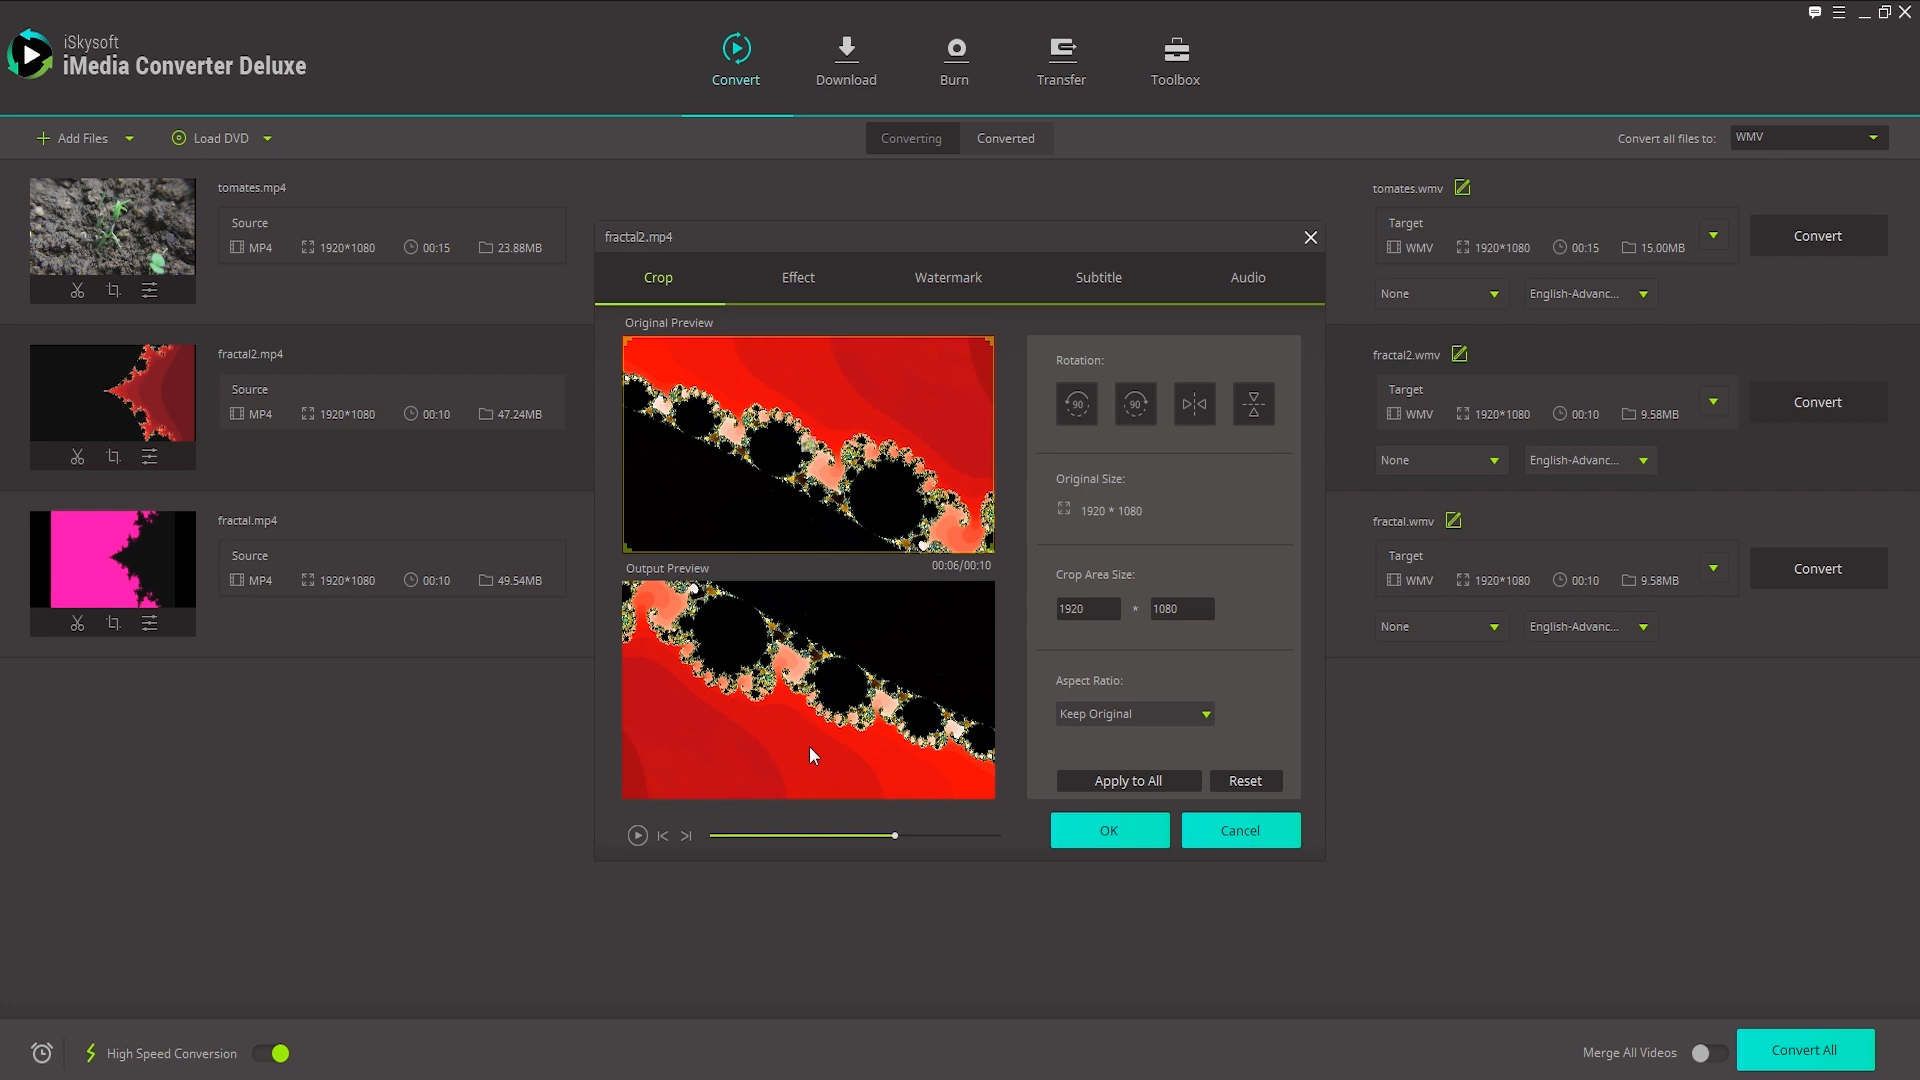 iSkysoft
iMedia Converter Deluxe
Convert
Download
Burn
Transfer
Toolbox
Add Files
Load DVD
Converting
Converted
Convert all files to:
WMV
tomates.mp4
Source
MP4 1920*1080 00:15 23.88MB
fractal2.mp4
Source
MP4 1920*1080 00:10 47.24MB
fractal.mp4
Source
MP4 1920*1080 00:10 49.54MB
fractal2.mp4
Crop
Effect
Watermark
Subtitle
Audio
Original Preview
00:06/00:10
Output Preview
Rotation:
90
90
Original Size:
1920 * 1080
Crop Area Size:
1920 * 1080
Aspect Ratio:
Keep Original
Apply to All
Reset
OK
Cancel
tomates.wmv
Target
WMV 1920*1080 00:15 15.00MB
Convert
None
English-Advanc...
fractal2.wmv
Target
WMV 1920*1080 00:10 9.58MB
Convert
None
English-Advanc...
fractal.wmv
Target
WMV 1920*1080 00:10 9.58MB
Convert
None
English-Advanc...
High Speed Conversion
Merge All Videos
Convert All